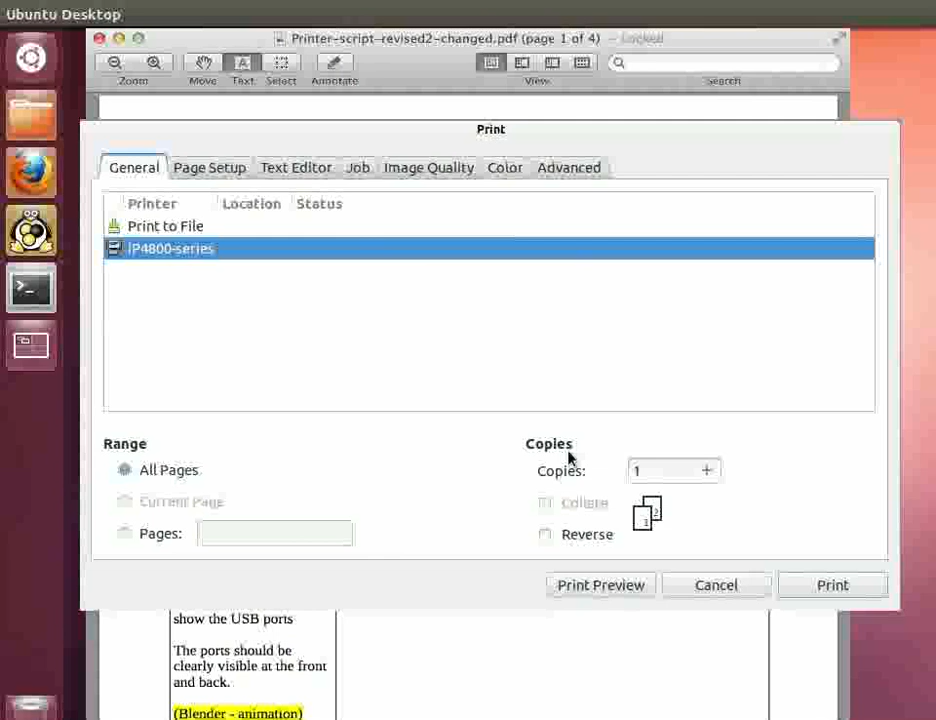 Ubuntu Desktop
Printer-script-revised2-changed.pdf (page 1 of 4) — Locked
Zoom Move Text Select Annotate View Search
Print
General Page Setup Text Editor Job Image Quality Color Advanced
Printer Location Status
Print to File
iP4800-series
Range Copies
All Pages Copies: 1 +
Current Page Collate
Pages: Reverse
Print Preview Cancel Print
show the USB ports
The ports should be
clearly visible at the front
and back.
(Blender - animation)